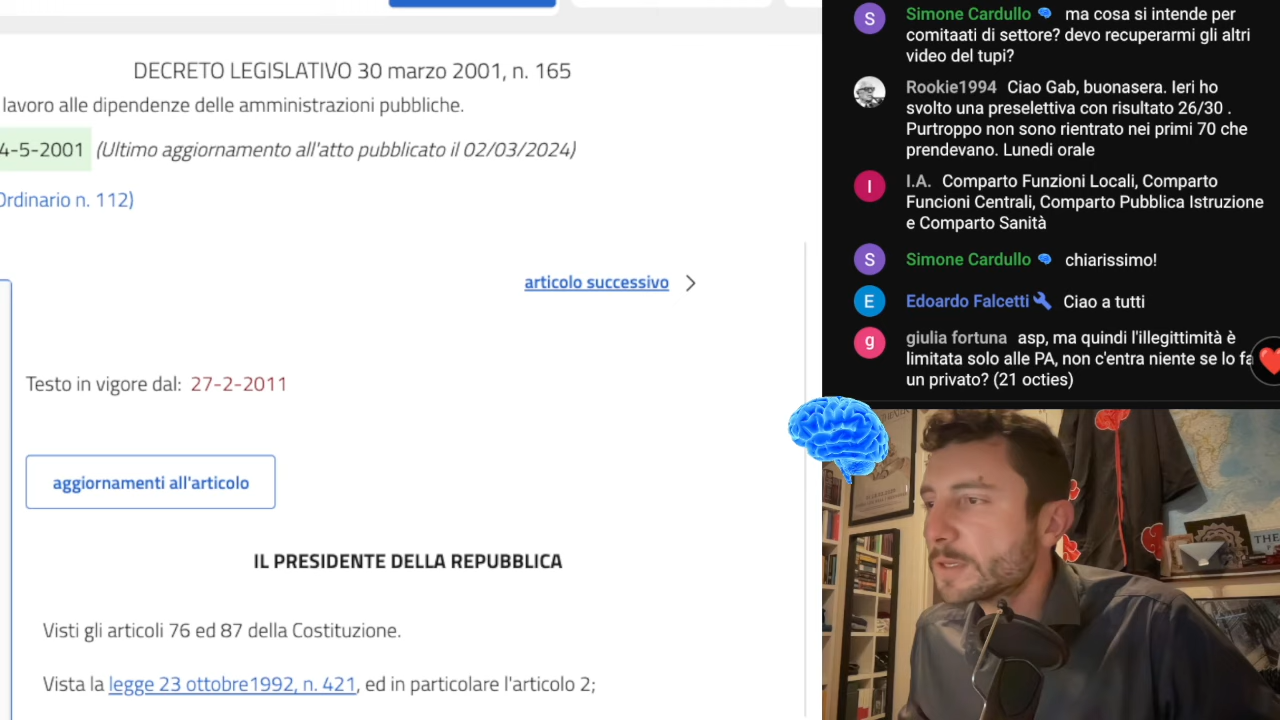 DECRETO LEGISLATIVO 30 marzo 2001, n. 165
lavoro alle dipendenze delle amministrazioni pubbliche.
4-5-2001 (Ultimo aggiornamento all'atto pubblicato il 02/03/2024)
Ordinario n. 112)
articolo successivo
Testo in vigore dal: 27-2-2011
aggiornamenti all'articolo
IL PRESIDENTE DELLA REPUBBLICA
Visti gli articoli 76 ed 87 della Costituzione.
Vista la legge 23 ottobre1992, n. 421, ed in particolare l'articolo 2;
S
Simone Cardullo ma cosa si intende per
comitaati di settore? devo recuperarmi gli altri
video del tupi?
Rookie1994 Ciao Gab, buonasera. Ieri ho
svolto una preselettiva con risultato 26/30 .
Purtroppo non sono rientrato nei primi 70 che
prendevano. Lunedi orale
I
I.A. Comparto Funzioni Locali, Comparto
Funcioni Centrali, Comparto Pubblica Istruzione
e Comparto Sanità
S
Simone Cardullo chiarissimo!
E
Edoardo Falcetti Ciao a tutti
g
giulia fortuna asp, ma quindi l'illegittimità è
limitata solo alle PA, non c'entra niente se lo fa
un privato? (21 octies)
THE